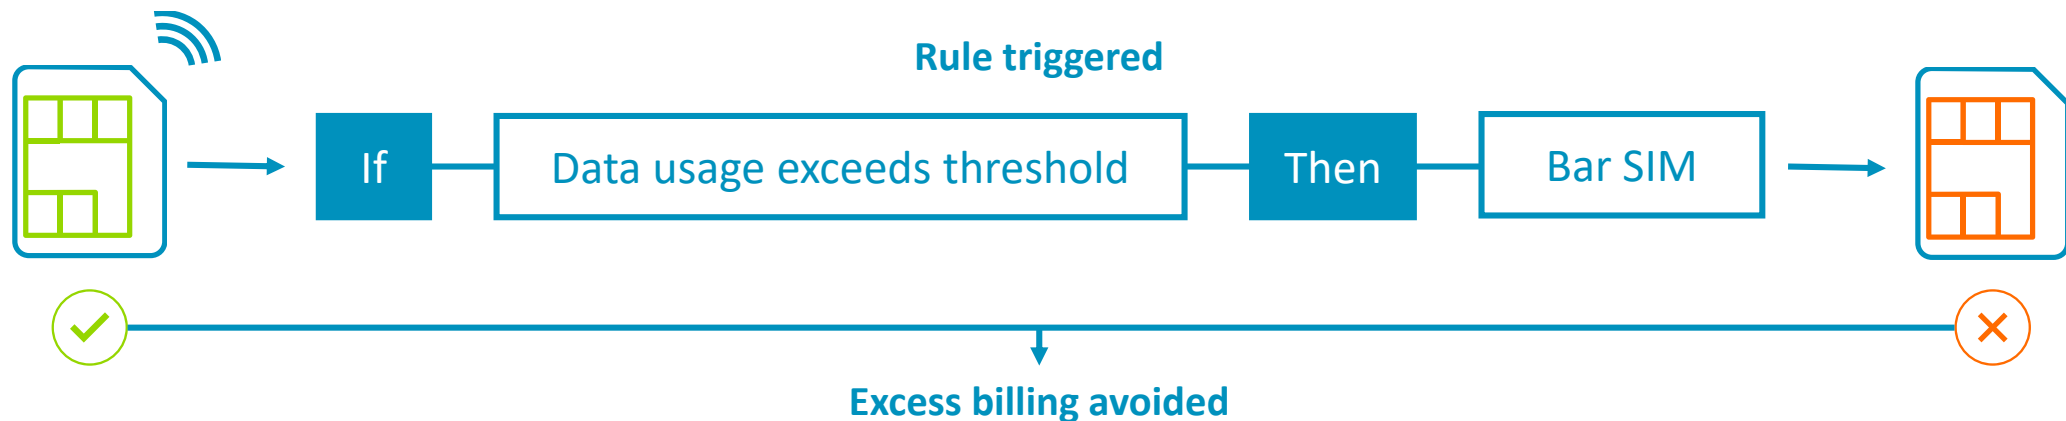 Rule triggered
If
Data usage exceeds threshold
Then
Bar SIM
Excess billing avoided